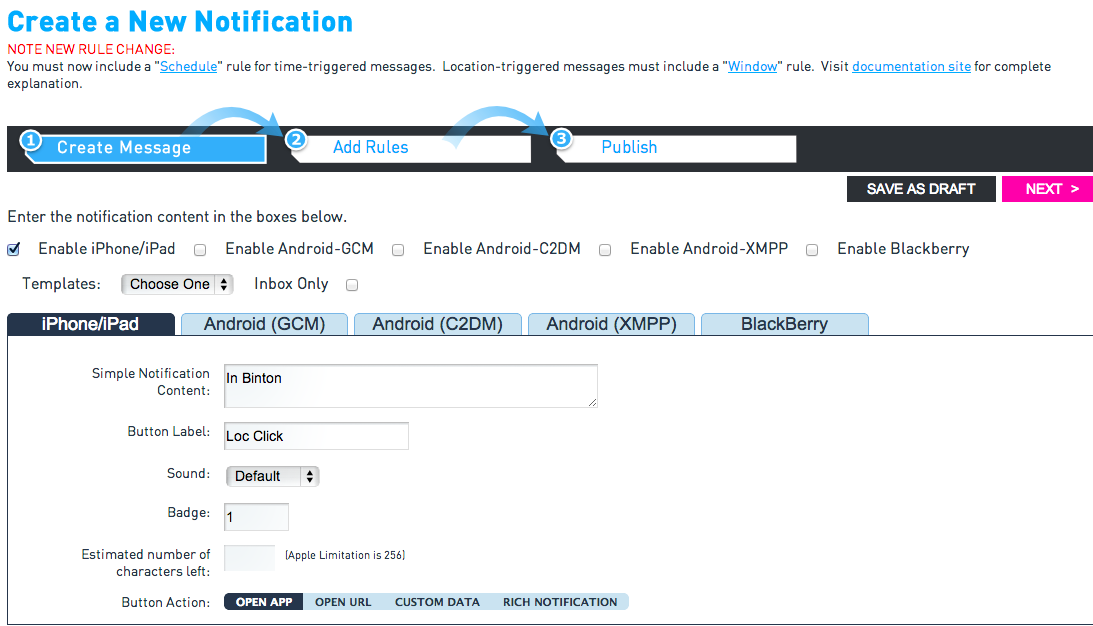 Create a New Notification
NOTE NEW RULE CHANGE:
You must now include a "Schedule" rule for time-triggered messages. Location-triggered messages must include a "Window" rule. Visit documentation site for complete
explanation.
1 Create Message 2 Add Rules 3 Publish
SAVE AS DRAFT NEXT >
Enter the notification content in the boxes below.
Enable iPhone/iPad Enable Android-GCM Enable Android-C2DM Enable Android-XMPP Enable Blackberry
Templates: Choose One Inbox Only
iPhone/iPad Android (GCM) Android (C2DM) Android (XMPP) BlackBerry
Simple Notification
Content: In Binton
Button Label: Loc Click
Sound: Default
Badge: 1
Estimated number of
characters left: (Apple Limitation is 256)
Button Action: OPEN APP OPEN URL CUSTOM DATA RICH NOTIFICATION